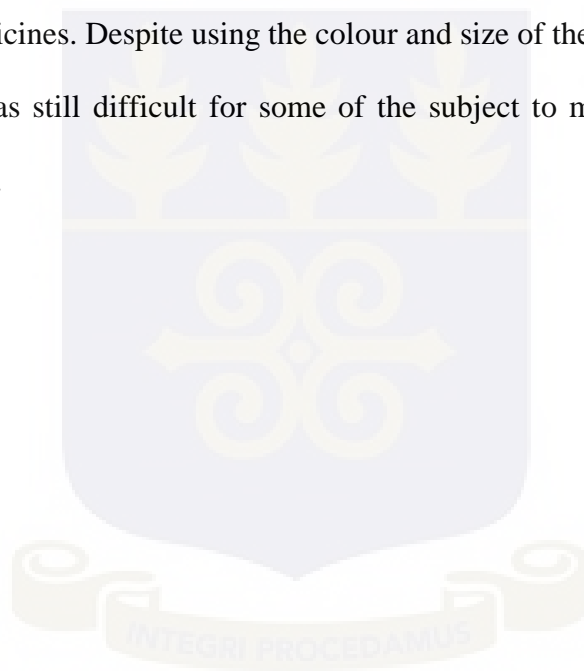 icines. Despite using the colour and size of the
as still difficult for some of the subject to m
INTEGRI PROCEDAMUS